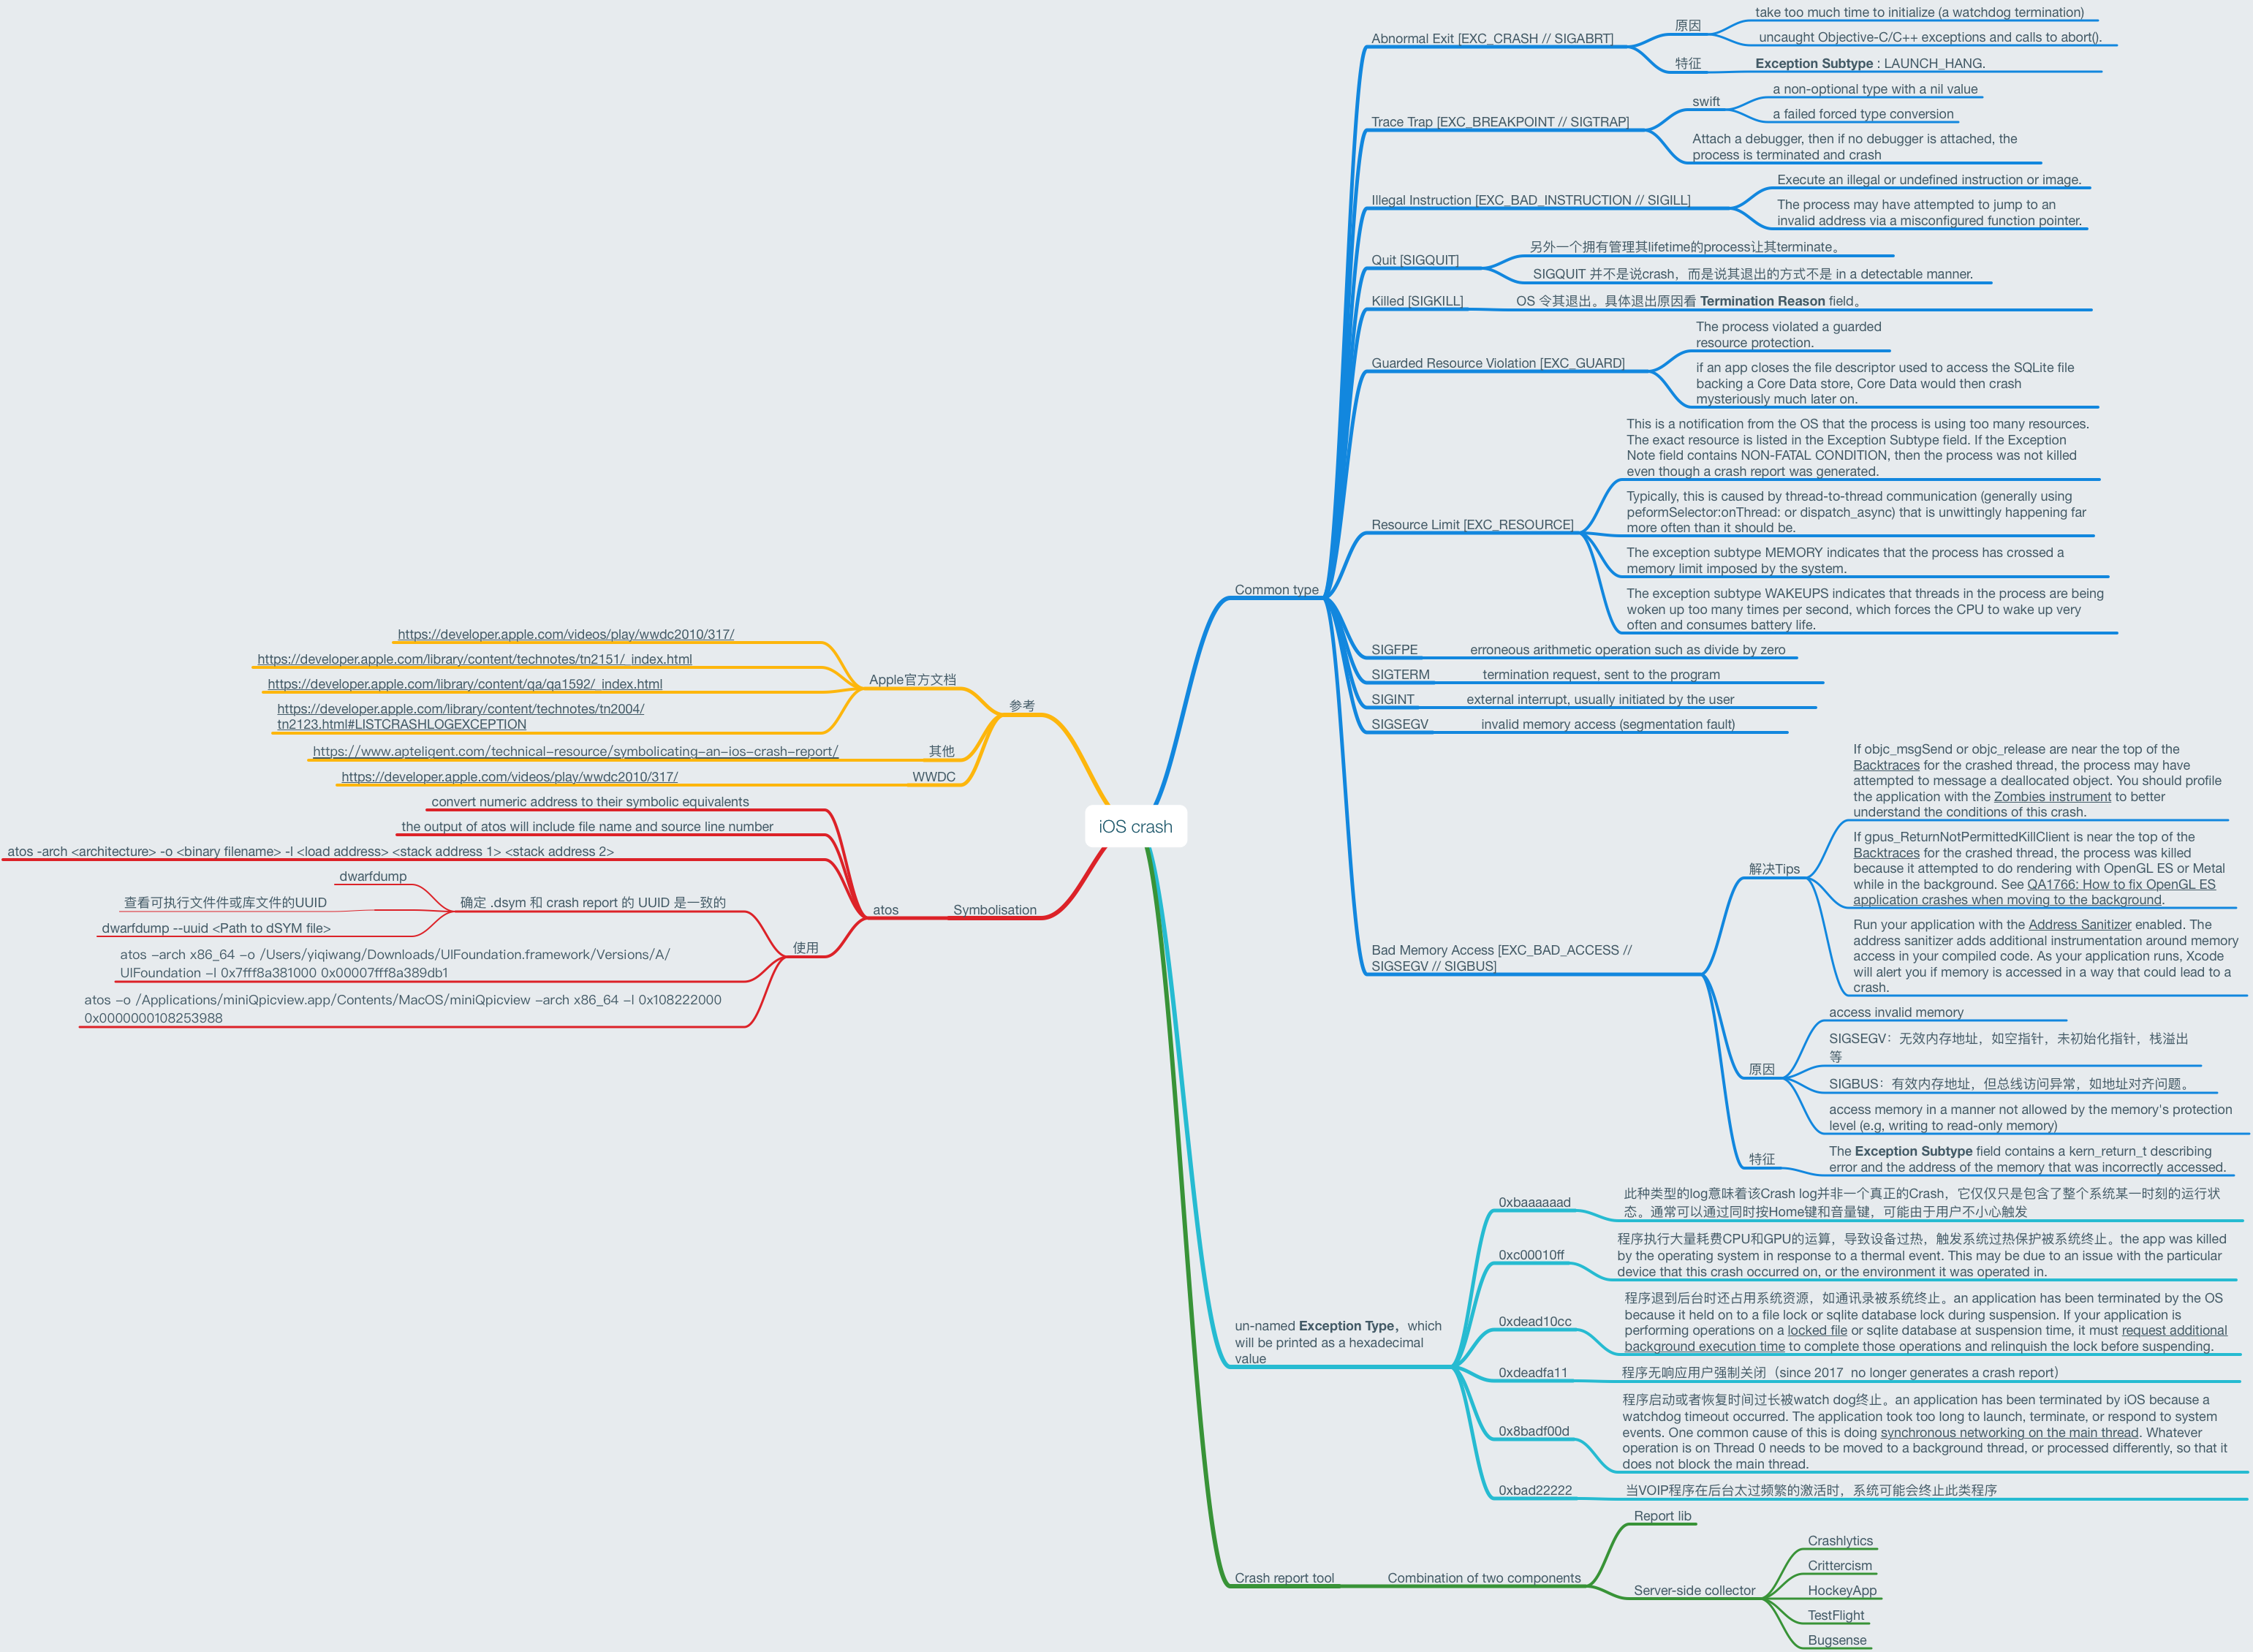 iOS crash
Common type
Abnormal Exit [EXC_CRASH // SIGABRT]
原因
take too much time to initialize (a watchdog termination)
uncaught Objective-C/C++ exceptions and calls to abort().
特征
Exception Subtype : LAUNCH_HANG.
Trace Trap [EXC_BREAKPOINT // SIGTRAP]
swift
a non-optional type with a nil value
a failed forced type conversion
Attach a debugger, then if no debugger is attached, the
process is terminated and crash
Illegal Instruction [EXC_BAD_INSTRUCTION // SIGILL]
Execute an illegal or undefined instruction or image.
The process may have attempted to jump to an
invalid address via a misconfigured function pointer.
Quit [SIGQUIT]
另外一个拥有管理其lifetime的process让其terminate。
SIGQUIT 并不是说crash，而是说其退出的方式不是 in a detectable manner.
Killed [SIGKILL]
OS 令其退出。具体退出原因看 Termination Reason field。
Guarded Resource Violation [EXC_GUARD]
The process violated a guarded
resource protection.
if an app closes the file descriptor used to access the SQLite file
backing a Core Data store, Core Data would then crash
mysteriously much later on.
Resource Limit [EXC_RESOURCE]
This is a notification from the OS that the process is using too many resources.
The exact resource is listed in the Exception Subtype field. If the Exception
Note field contains NON-FATAL CONDITION, then the process was not killed
even though a crash report was generated.
Typically, this is caused by thread-to-thread communication (generally using
peformSelector:onThread: or dispatch_async) that is unwittingly happening far
more often than it should be.
The exception subtype MEMORY indicates that the process has crossed a
memory limit imposed by the system.
The exception subtype WAKEUPS indicates that threads in the process are being
woken up too many times per second, which forces the CPU to wake up very
often and consumes battery life.
SIGFPE
erroneous arithmetic operation such as divide by zero
SIGTERM
termination request, sent to the program
SIGINT
external interrupt, usually initiated by the user
SIGSEGV
invalid memory access (segmentation fault)
Bad Memory Access [EXC_BAD_ACCESS //
SIGSEGV // SIGBUS]
解决Tips
If objc_msgSend or objc_release are near the top of the
Backtraces for the crashed thread, the process may have
attempted to message a deallocated object. You should profile
the application with the Zombies instrument to better
understand the conditions of this crash.
If gpus_ReturnNotPermittedKillClient is near the top of the
Backtraces for the crashed thread, the process was killed
because it attempted to do rendering with OpenGL ES or Metal
while in the background. See QA1766: How to fix OpenGL ES
application crashes when moving to the background.
Run your application with the Address Sanitizer enabled. The
address sanitizer adds additional instrumentation around memory
access in your compiled code. As your application runs, Xcode
will alert you if memory is accessed in a way that could lead to a
crash.
原因
access invalid memory
SIGSEGV：无效内存地址，如空指针，未初始化指针，栈溢出
等
SIGBUS：有效内存地址，但总线访问异常，如地址对齐问题。
access memory in a manner not allowed by the memory's protection
level (e.g, writing to read-only memory)
特征
The Exception Subtype field contains a kern_return_t describing
error and the address of the memory that was incorrectly accessed.
un-named Exception Type，which
will be printed as a hexadecimal
value
0xbaaaaaad
此种类型的log意味着该Crash log并非一个真正的Crash，它仅仅只是包含了整个系统某一时刻的运行状
态。通常可以通过同时按Home键和音量键，可能由于用户不小心触发
0xc00010ff
程序执行大量耗费CPU和GPU的运算，导致设备过热，触发系统过热保护被系统终止。the app was killed
by the operating system in response to a thermal event. This may be due to an issue with the particular
device that this crash occurred on, or the environment it was operated in.
0xdead10cc
程序退到后台时还占用系统资源，如通讯录被系统终止。an application has been terminated by the OS
because it held on to a file lock or sqlite database lock during suspension. If your application is
performing operations on a locked file or sqlite database at suspension time, it must request additional
background execution time to complete those operations and relinquish the lock before suspending.
0xdeadfa11
程序无响应用户强制关闭（since 2017  no longer generates a crash report）
0x8badf00d
程序启动或者恢复时间过长被watch dog终止。an application has been terminated by iOS because a
watchdog timeout occurred. The application took too long to launch, terminate, or respond to system
events. One common cause of this is doing synchronous networking on the main thread. Whatever
operation is on Thread 0 needs to be moved to a background thread, or processed differently, so that it
does not block the main thread.
0xbad22222
当VOIP程序在后台太过频繁的激活时，系统可能会终止此类程序
Crash report tool
Combination of two components
Report lib
Server-side collector
Crashlytics
Crittercism
HockeyApp
TestFlight
Bugsense
参考
Apple官方文档
https://developer.apple.com/videos/play/wwdc2010/317/
https://developer.apple.com/library/content/technotes/tn2151/_index.html
https://developer.apple.com/library/content/qa/qa1592/_index.html
https://developer.apple.com/library/content/technotes/tn2004/
tn2123.html#LISTCRASHLOGEXCEPTION
其他
https://www.apteligent.com/technical-resource/symbolicating-an-ios-crash-report/
WWDC
https://developer.apple.com/videos/play/wwdc2010/317/
Symbolisation
atos
convert numeric address to their symbolic equivalents
the output of atos will include file name and source line number
atos -arch <architecture> -o <binary filename> -l <load address> <stack address 1> <stack address 2>
使用
确定 .dsym 和 crash report 的 UUID 是一致的
dwarfdump
查看可执行文件件或库文件的UUID
dwarfdump --uuid <Path to dSYM file>
atos –arch x86_64 –o /Users/yiqiwang/Downloads/UIFoundation.framework/Versions/A/
UIFoundation –l 0x7fff8a381000 0x00007fff8a389db1
atos –o /Applications/miniQpicview.app/Contents/MacOS/miniQpicview –arch x86_64 –l 0x108222000
0x0000000108253988